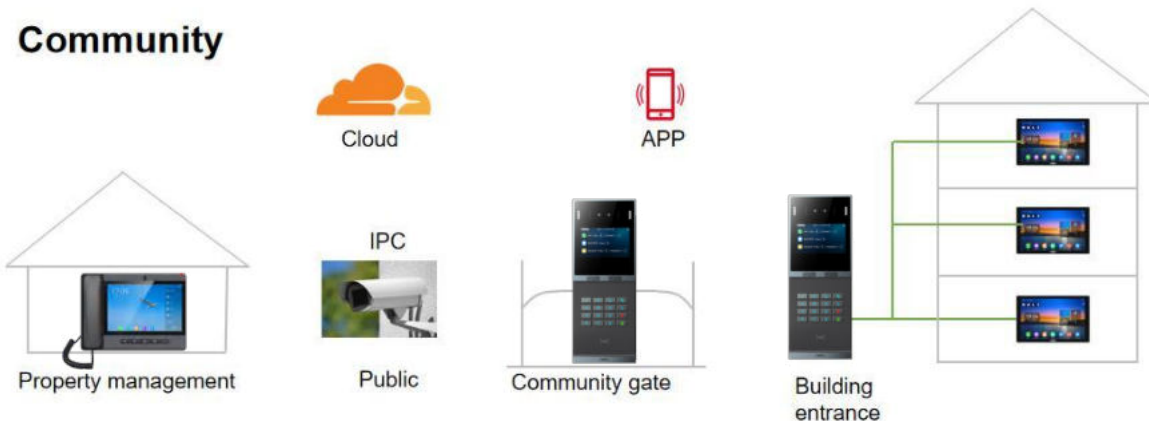 Community
Cloud
APP
IPC
Property management
Public
Community gate
Building
entrance